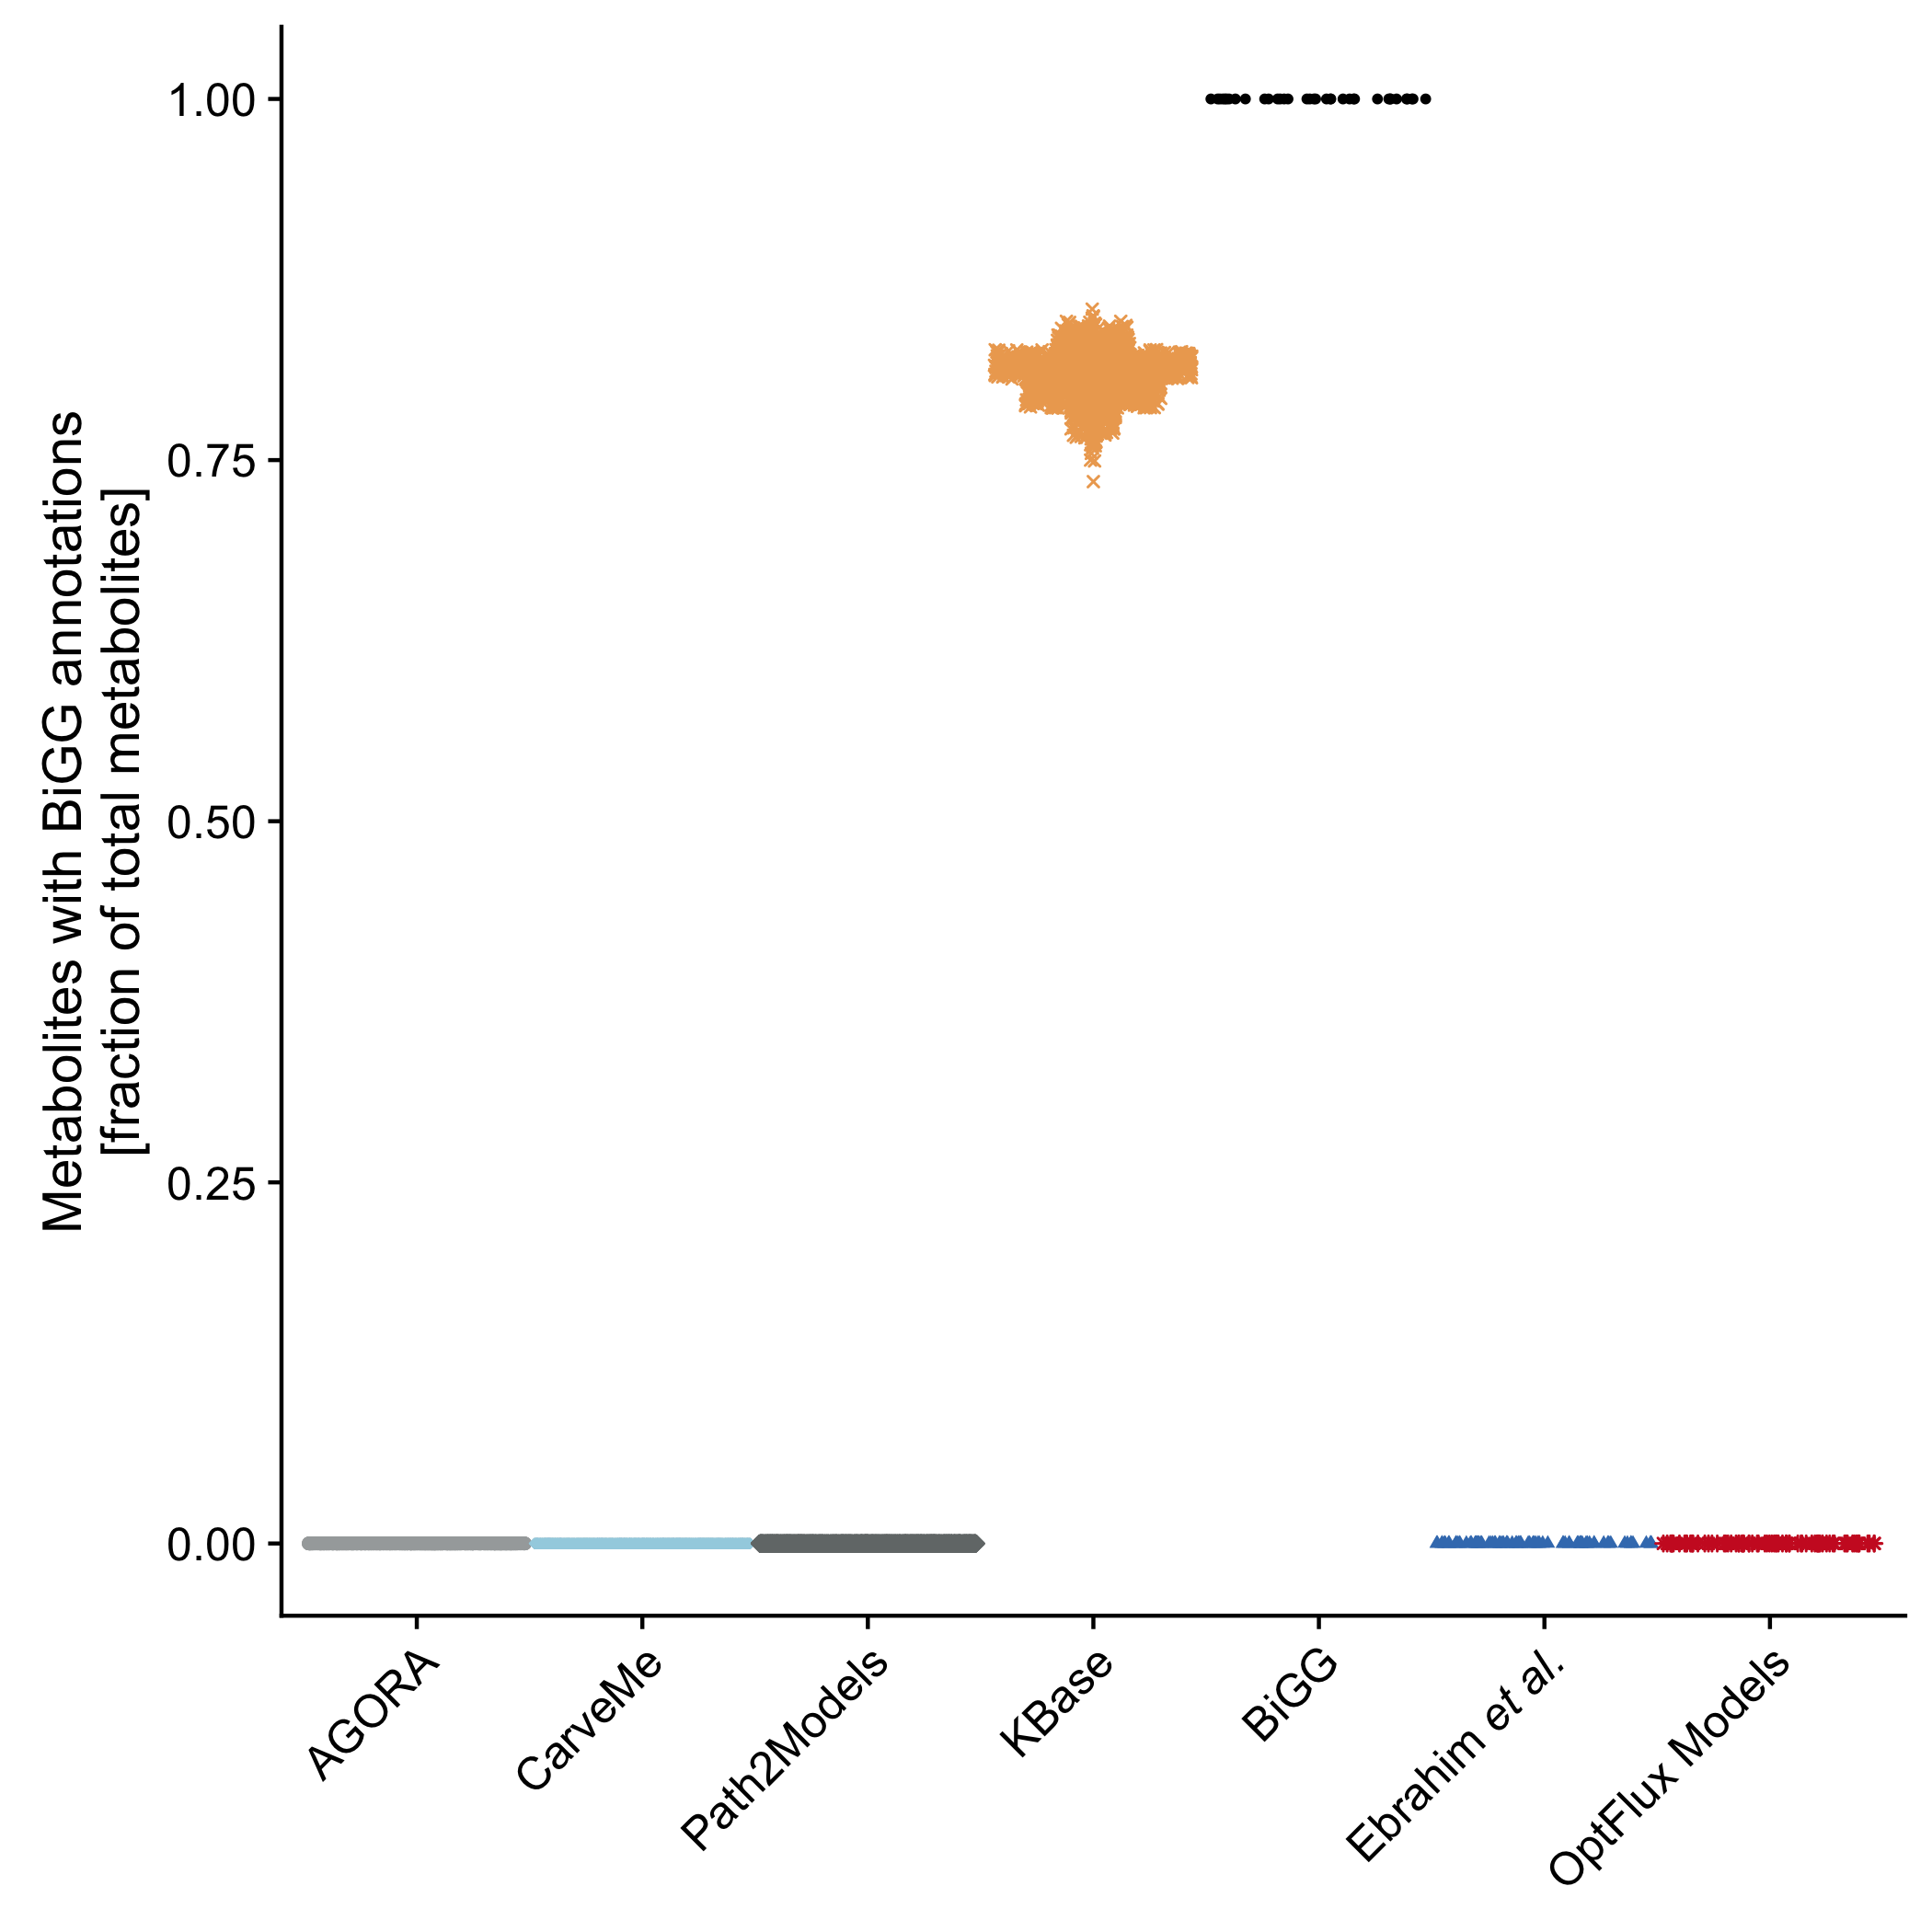 Metabolites with BiGG annotations
[fraction of total metabolites]
1.00
0.75
0.50
0.25
0.00
AGORA
CarveMe
Path2Models
KBase
BiGG
Ebrahim et al.
OptFlux Models